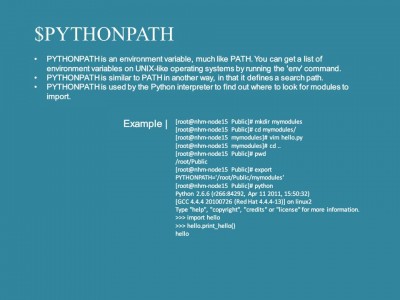 $PYTHONPATH
• PYTHONPATH is an environment variable, much like PATH. You can get a list of
environment variables on UNIX-like operating systems by running the 'env' command.
• PYTHONPATH is similar to PATH in another way, in that it defines a search path.
• PYTHONPATH is used by the Python interpreter to find out where to look for modules to
import.
Example |
[root@nhm-node15 Public]# mkdir mymodules
[root@nhm-node15 Public]# cd mymodules/
[root@nhm-node15 mymodules]# vim hello.py
[root@nhm-node15 mymodules]# cd ..
[root@nhm-node15 Public]# pwd
/root/Public
[root@nhm-node15 Public]# export
PYTHONPATH='/root/Public/mymodules'
[root@nhm-node15 Public]# python
Python 2.6.6 (r266:84292, Apr 11 2011, 15:50:32)
[GCC 4.4.4 20100726 (Red Hat 4.4.4-13)] on linux2
Type "help", "copyright", "credits" or "license" for more information.
>>> import hello
>>> hello.print_hello()
hello